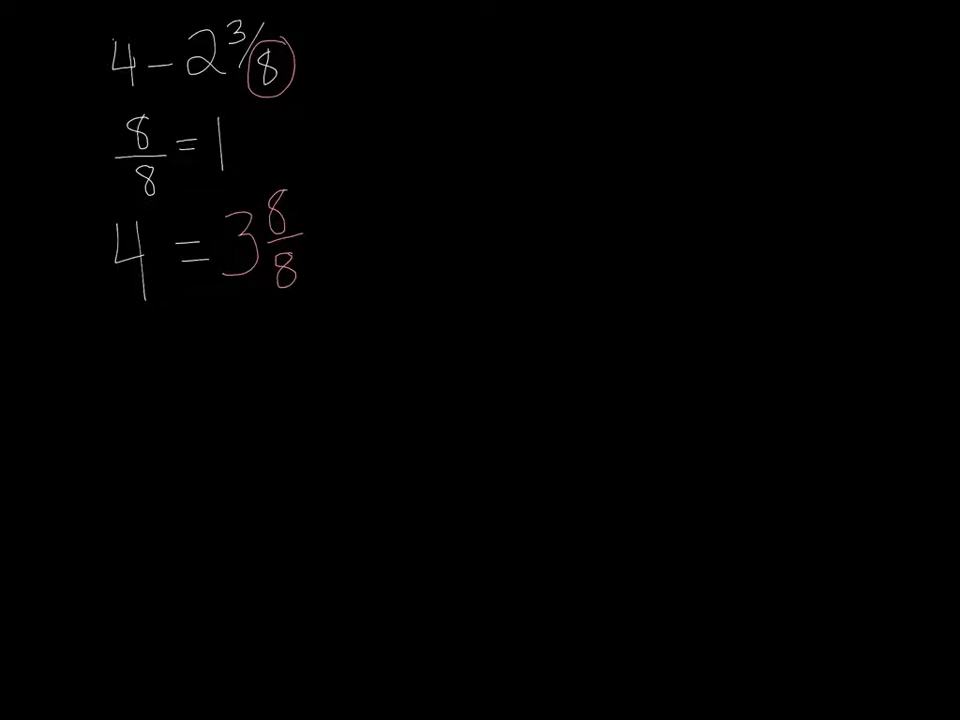 4 - 2 3/8
8/8 = 1
4 = 3 8/8